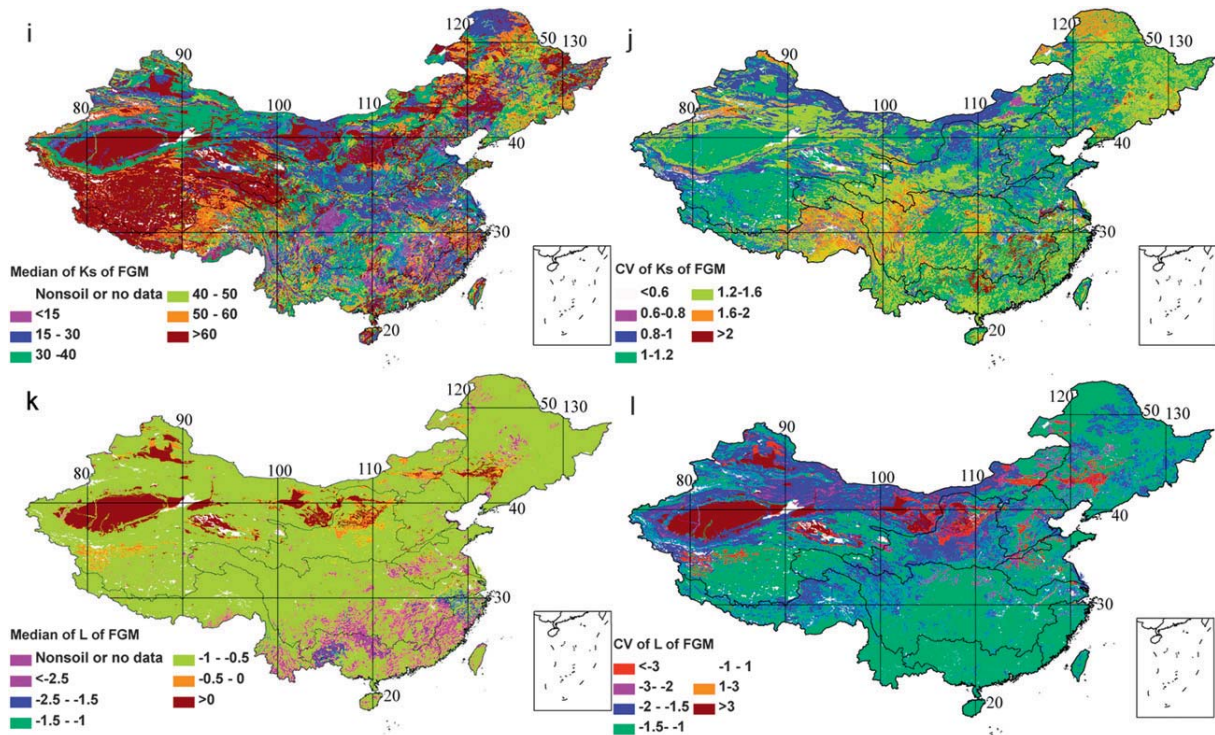 i
120
50 130
90
80
100
110
40
30
20
Median of Ks of FGM
Nonsoil or no data
<15
15 - 30
30 -40
40 - 50
50 - 60
>60
j
120
50 130
90
80
100
110
40
30
20
CV of Ks of FGM
<0.6
0.6-0.8
0.8-1
1-1.2
1.2-1.6
1.6-2
>2
k
120
50 130
90
80
100
110
40
30
20
Median of L of FGM
Nonsoil or no data
<-2.5
-2.5 - -1.5
-1.5 - -1
-1 - -0.5
-0.5 - 0
>0
l
120
50 130
90
80
100
110
40
30
20
CV of L of FGM
<-3
-3- -2
-2 - -1.5
-1.5- -1
-1 - 1
1-3
>3